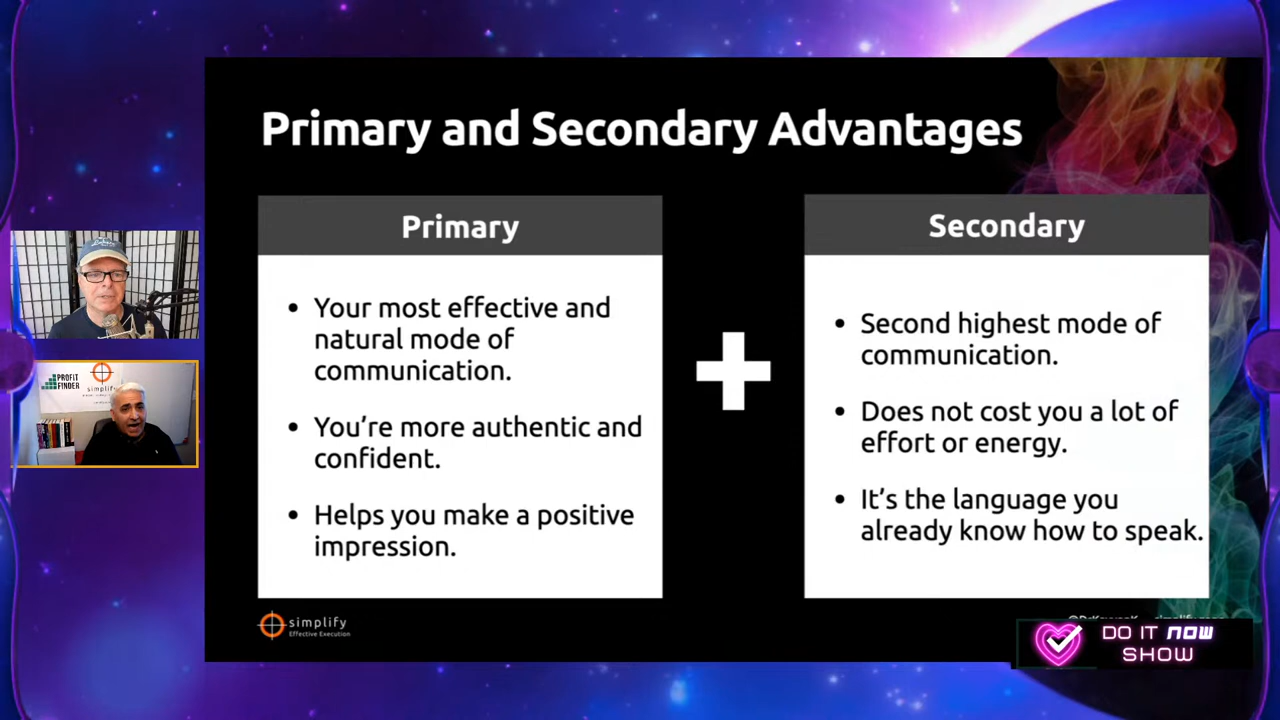 Primary and Secondary Advantages
Primary
• Your most effective and
natural mode of
communication.
• You’re more authentic and
confident.
• Helps you make a positive
impression.
Secondary
• Second highest mode of
communication.
• Does not cost you a lot of
effort or energy.
• It’s the language you
already know how to speak.
PROFIT
FINDER
simplify
simplify
Effective Execution
DO IT NOW
SHOW